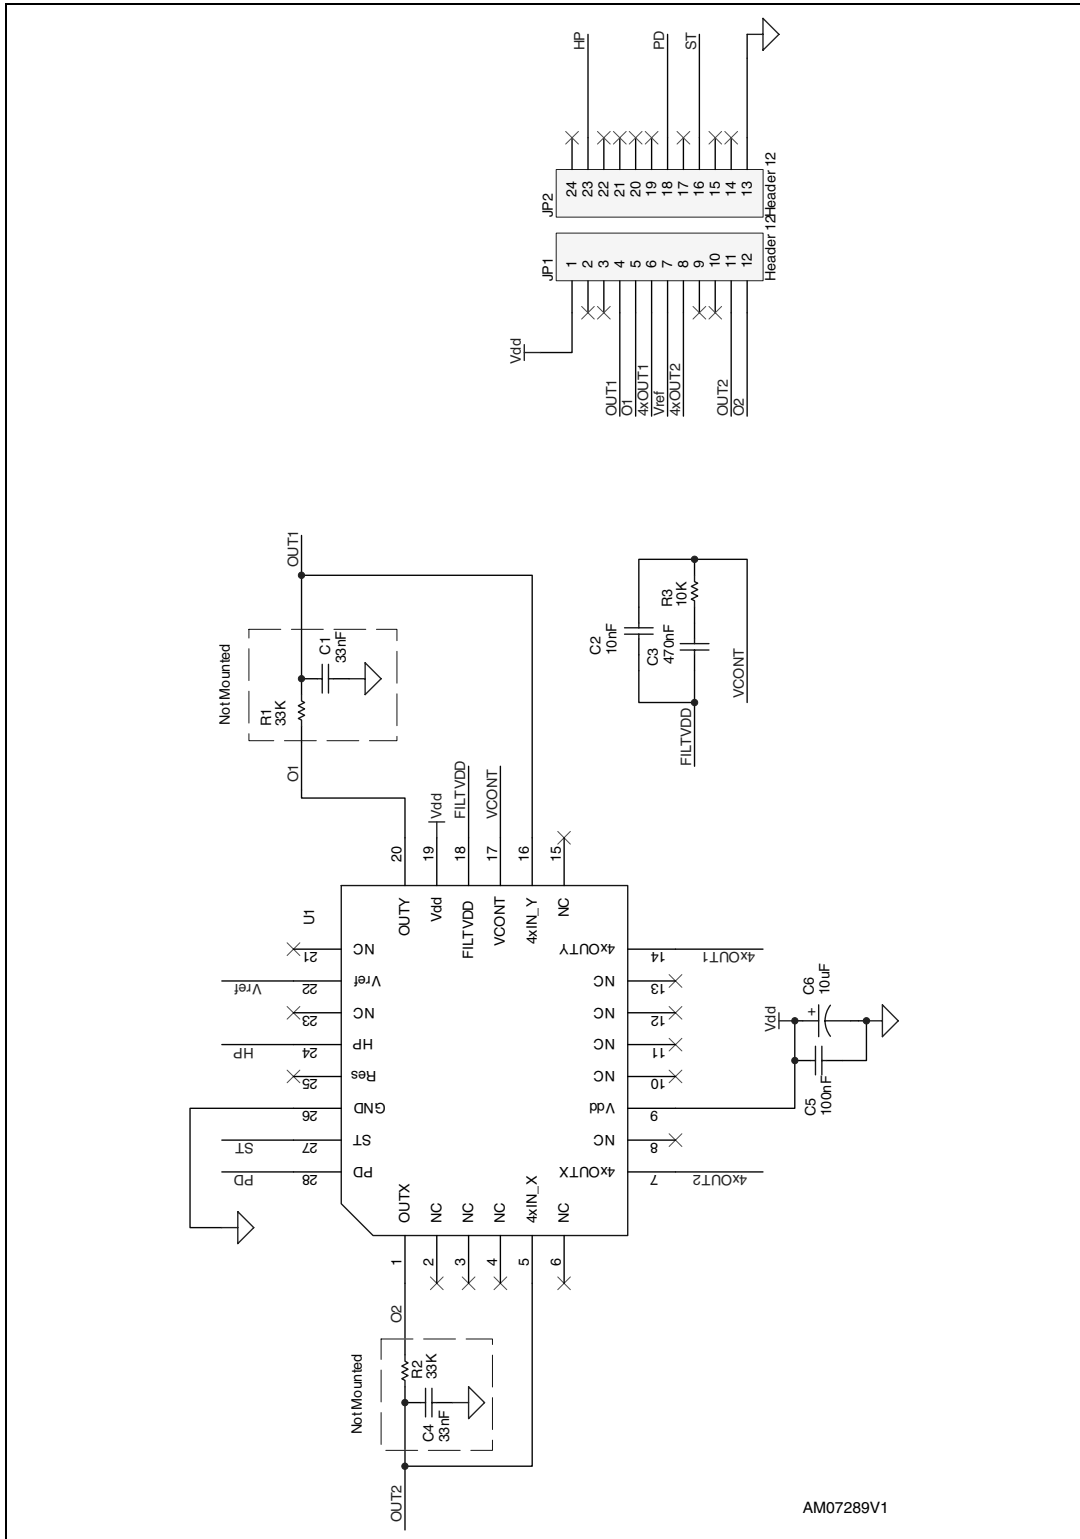 HP
PD
ST
JP2
24
23
22
21
20
19
18
17
16
15
14
13
Header 12
JP1
1
2
3
4
5
6
7
8
9
10
11
12
Header 12
Vdd
OUT1
O1
4xOUT1
Vref
4xOUT2
OUT2
O2
OUT1
Not Mounted
C1
33nF
R1
33K
O1
C2
10nF
C3
470nF
R3
10K
FILTVDD
VCONT
20
19
Vdd
18
FILTVDD
17
VCONT
16
15
U1
OUTY
Vdd
FILTVDD
VCONT
4xIN_Y
NC
21
NC
Vref
22
Vref
23
NC
HP
24
HP
25
Res
26
GND
ST
27
ST
PD
28
PD
4xOUTY
14
4xOUT1
NC
13
NC
12
NC
11
NC
10
Vdd
9
NC
8
4xOUTX
7
4xOUT2
Vdd
+
C6
10uF
C5
100nF
OUTX
NC
NC
NC
4xIN_X
NC
1
2
3
4
5
6
O2
Not Mounted
R2
33K
C4
33nF
OUT2
AM07289V1